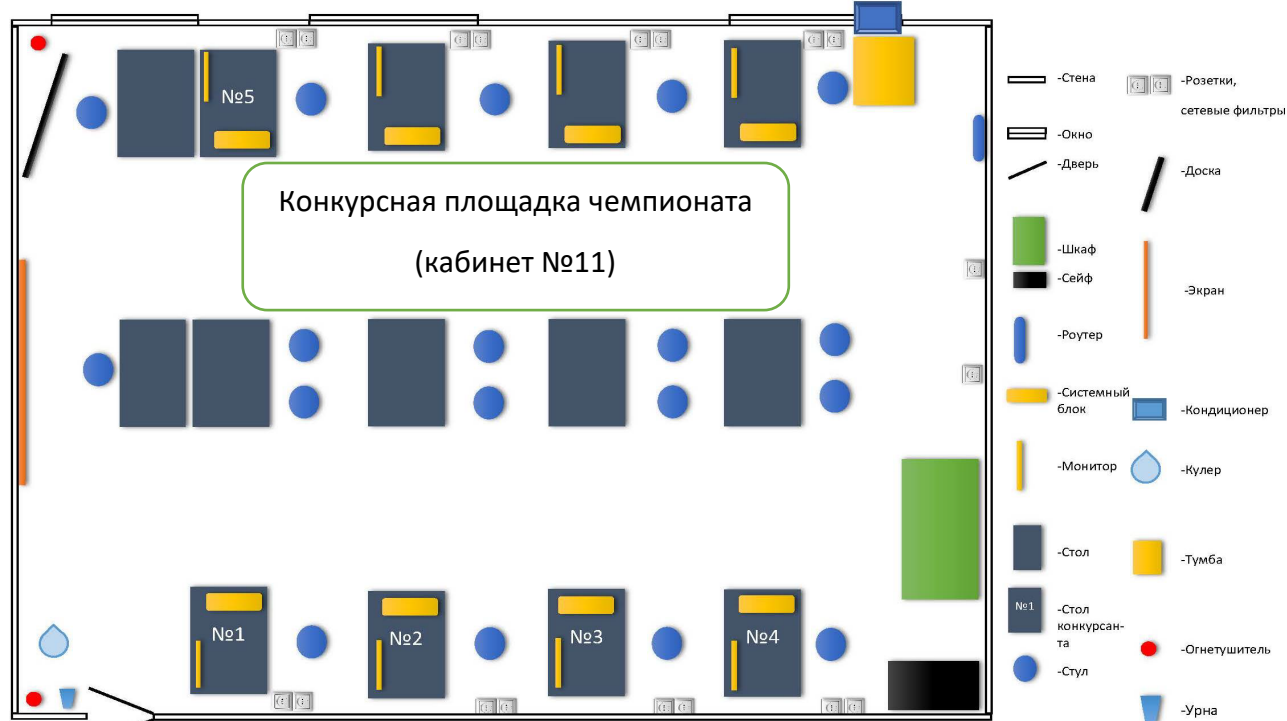 №5
Конкурсная площадка чемпионата
(кабинет №11)
№1
№2
№3
№4
-Стена
-Окно
-Дверь
-Шкаф
-Сейф
-Роутер
-Системный
блок
-Монитор
-Стол
№1
-Стол
конкурсан-
та
-Стул
-Розетки,
сетевые фильтры
-Доска
-Экран
-Кондиционер
-Кулер
-Тумба
-Огнетушитель
-Урна